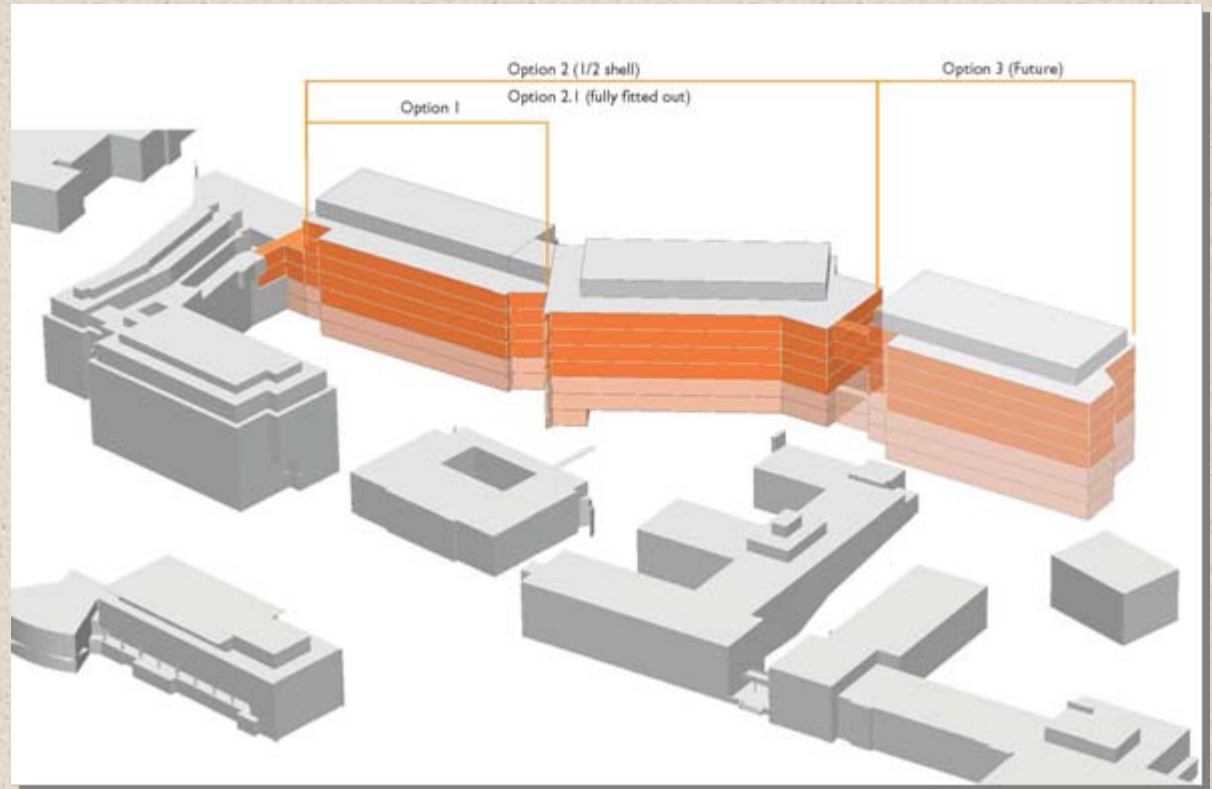 Option 2 (1/2 shell)
Option 3 (Future)
Option 2.1 (fully fitted out)
Option 1